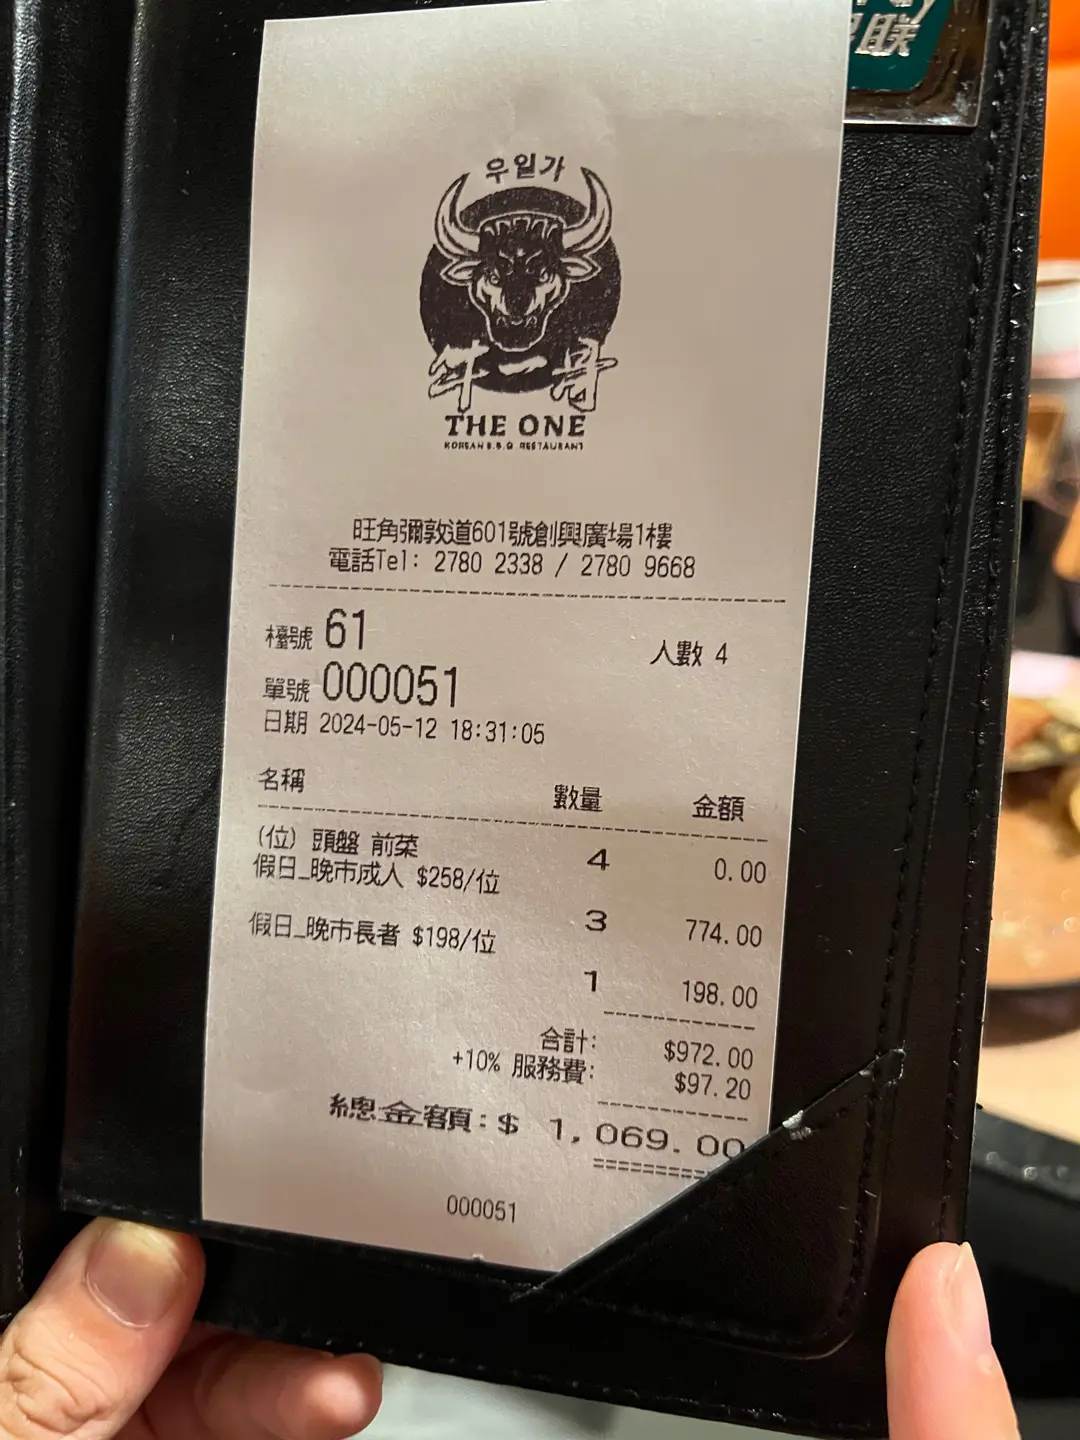 우일가
牛一骨
THE ONE
KOREAN B.B.Q RESTAURANT
旺角彌敦道601號創興廣場1樓
電話Tel: 2780 2338 / 2780 9668
檯號 61 人數 4
單號 000051
日期 2024-05-12 18:31:05
名稱 數量 金額
(位) 頭盤 前菜 4 0.00
假日_晚市成人 $258/位
3 774.00
假日_晚市長者 $198/位
1 198.00
合計: $972.00
+10% 服務費: $97.20
總金額:$ 1,069.00
000051